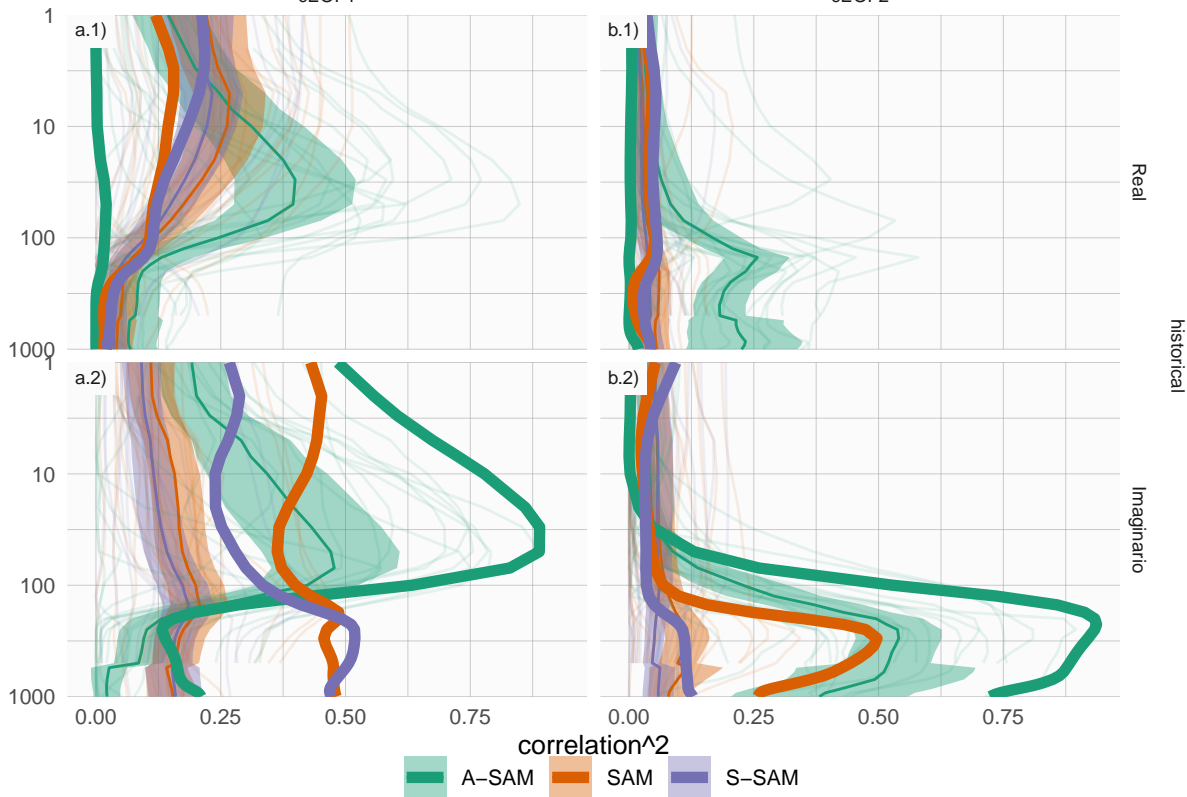 a.1)
b.1)
1
10
100
1000
Real
historical
a.2)
b.2)
1
10
100
1000
Imaginario
0.00 0.25 0.50 0.75 0.00 0.25 0.50 0.75
correlation^2
A-SAM SAM S-SAM